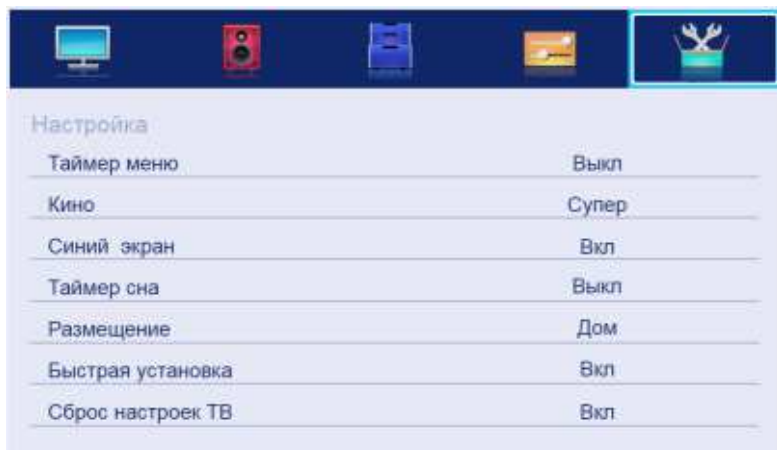 Настройка
Таймер меню Выкл
Кино Супер
Синий экран Вкл
Таймер сна Выкл
Размещение Дом
Быстрая установка Вкл
Сброс настроек ТВ Вкл